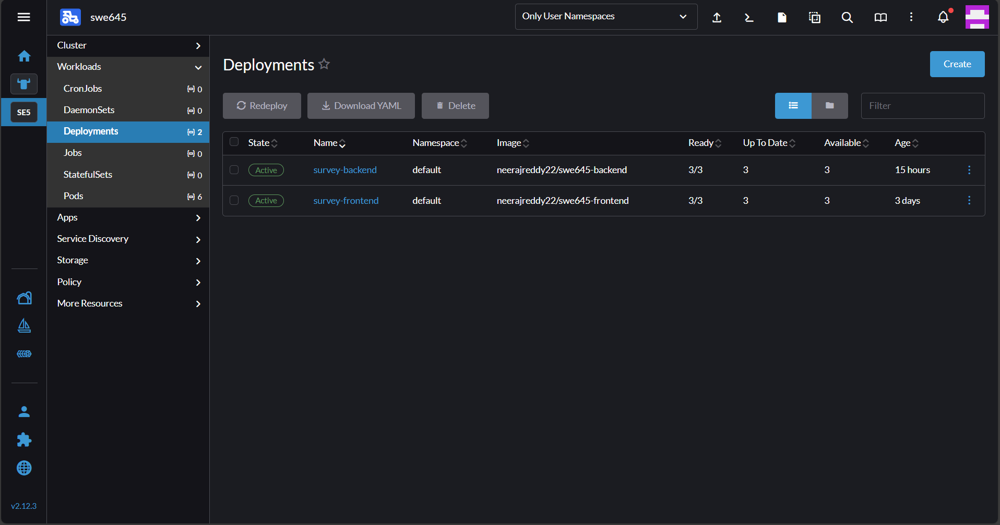 swe645
Only User Namespaces
SE5
v2.12.3
Cluster
Workloads
CronJobs 0
DaemonSets 0
Deployments 2
Jobs 0
StatefulSets 0
Pods 6
Apps
Service Discovery
Storage
Policy
More Resources
Deployments
Create
Redeploy Download YAML Delete Filter
State Name Namespace Image Ready Up To Date Available Age
Active survey-backend default neerajreddy22/swe645-backend 3/3 3 3 15 hours
Active survey-frontend default neerajreddy22/swe645-frontend 3/3 3 3 3 days